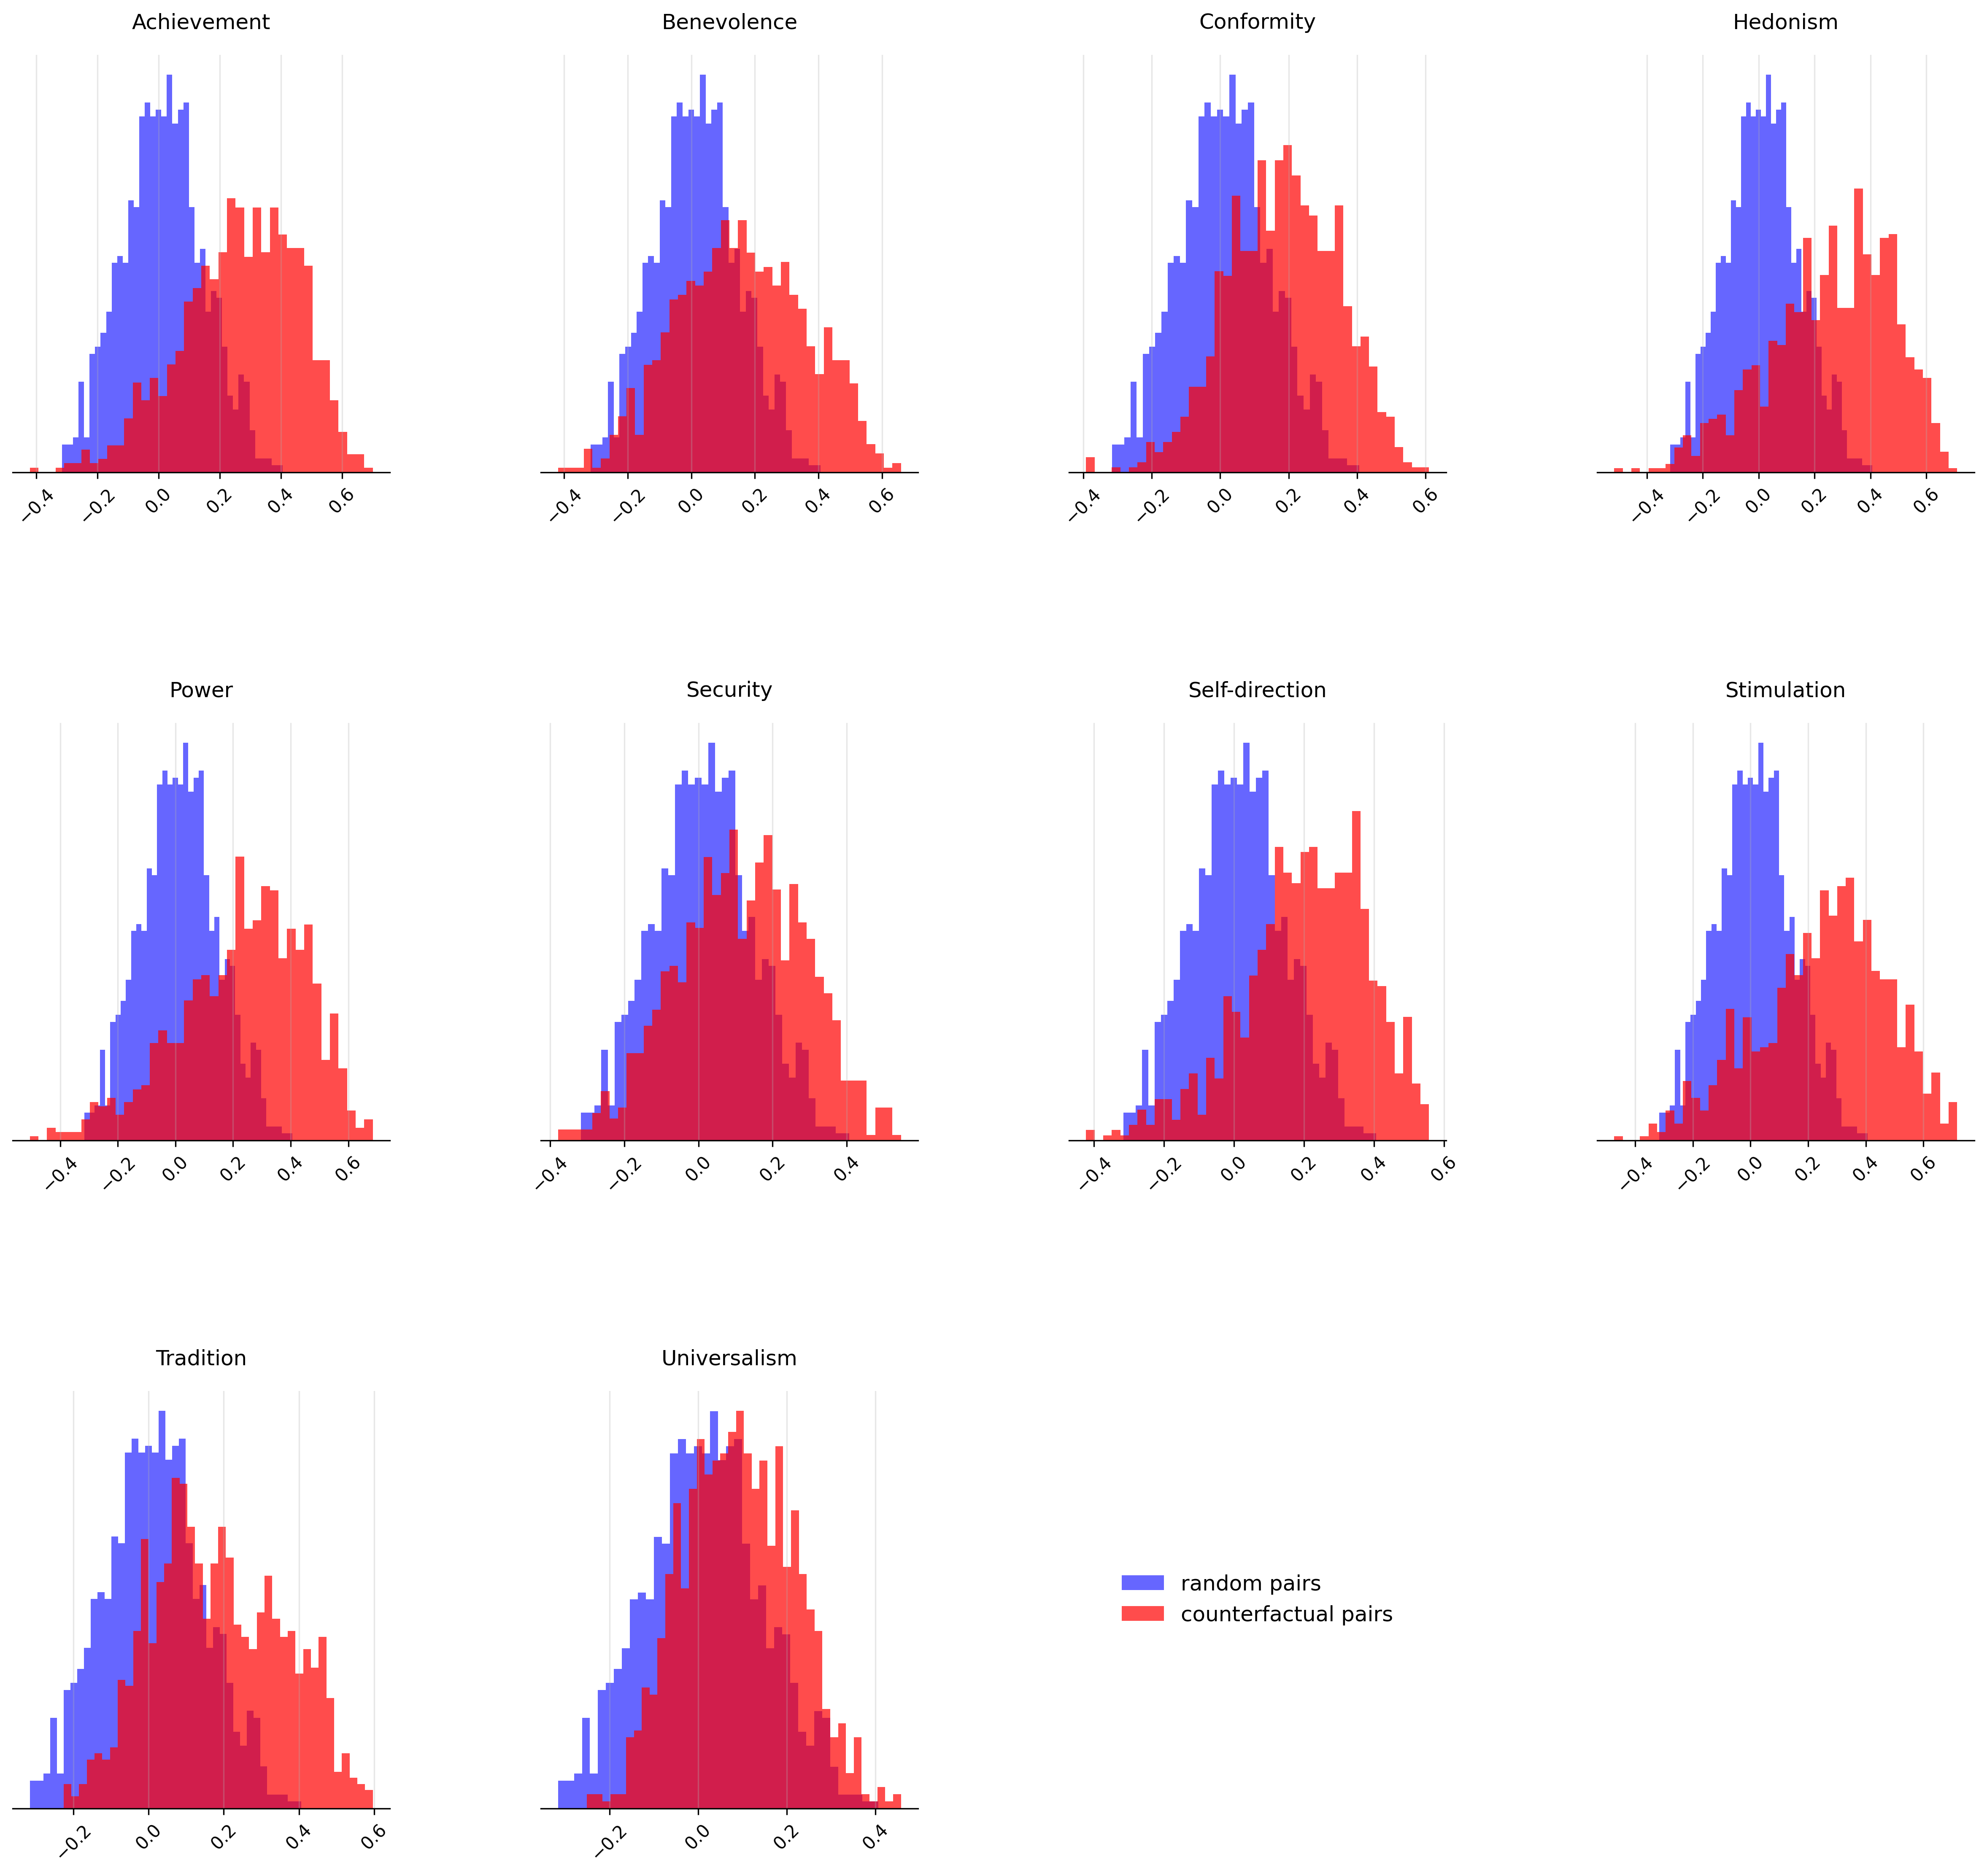 Achievement
Benevolence
Conformity
Hedonism
−0.4 −0.2 0.0 0.2 0.4 0.6
−0.4 −0.2 0.0 0.2 0.4 0.6
−0.4 −0.2 0.0 0.2 0.4 0.6
−0.4 −0.2 0.0 0.2 0.4 0.6
Power
Security
Self-direction
Stimulation
−0.4 −0.2 0.0 0.2 0.4 0.6
−0.4 −0.2 0.0 0.2 0.4
−0.4 −0.2 0.0 0.2 0.4 0.6
−0.4 −0.2 0.0 0.2 0.4 0.6
Tradition
Universalism
random pairs
counterfactual pairs
−0.2 0.0 0.2 0.4 0.6
−0.2 0.0 0.2 0.4